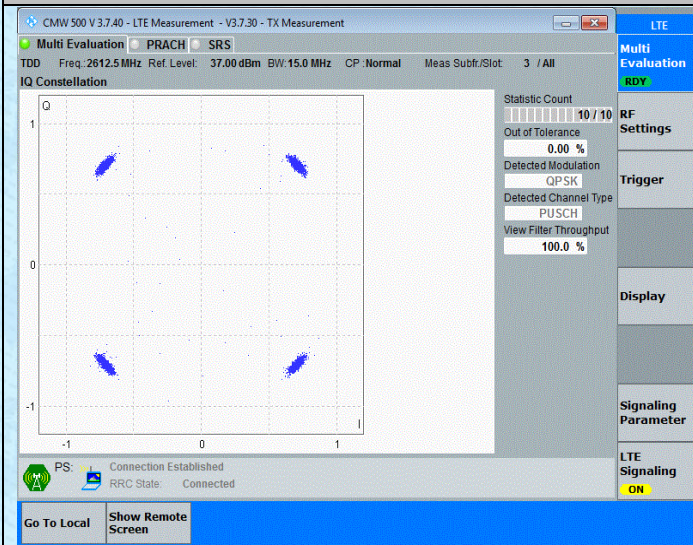 CMW 500 V 3.7.40 - LTE Measurement - V3.7.30 - TX Measurement
LTE
Multi Evaluation PRACH SRS
Multi
Evaluation
RDY
TDD Freq.:2612.5 MHz Ref. Level: 37.00 dBm BW:15.0 MHz CP :Normal Meas Subfr./Slot: 3 / All
IQ Constellation
Q
1
0
-1
-1
0
1
I
Statistic Count
10 / 10
Out of Tolerance
0.00 %
Detected Modulation
QPSK
Detected Channel Type
PUSCH
View Filter Throughput
100.0 %
RF
Settings
Trigger
Display
Signaling
Parameter
LTE
Signaling
ON
PS: Connection Established
RRC State: Connected
Go To Local
Show Remote
Screen